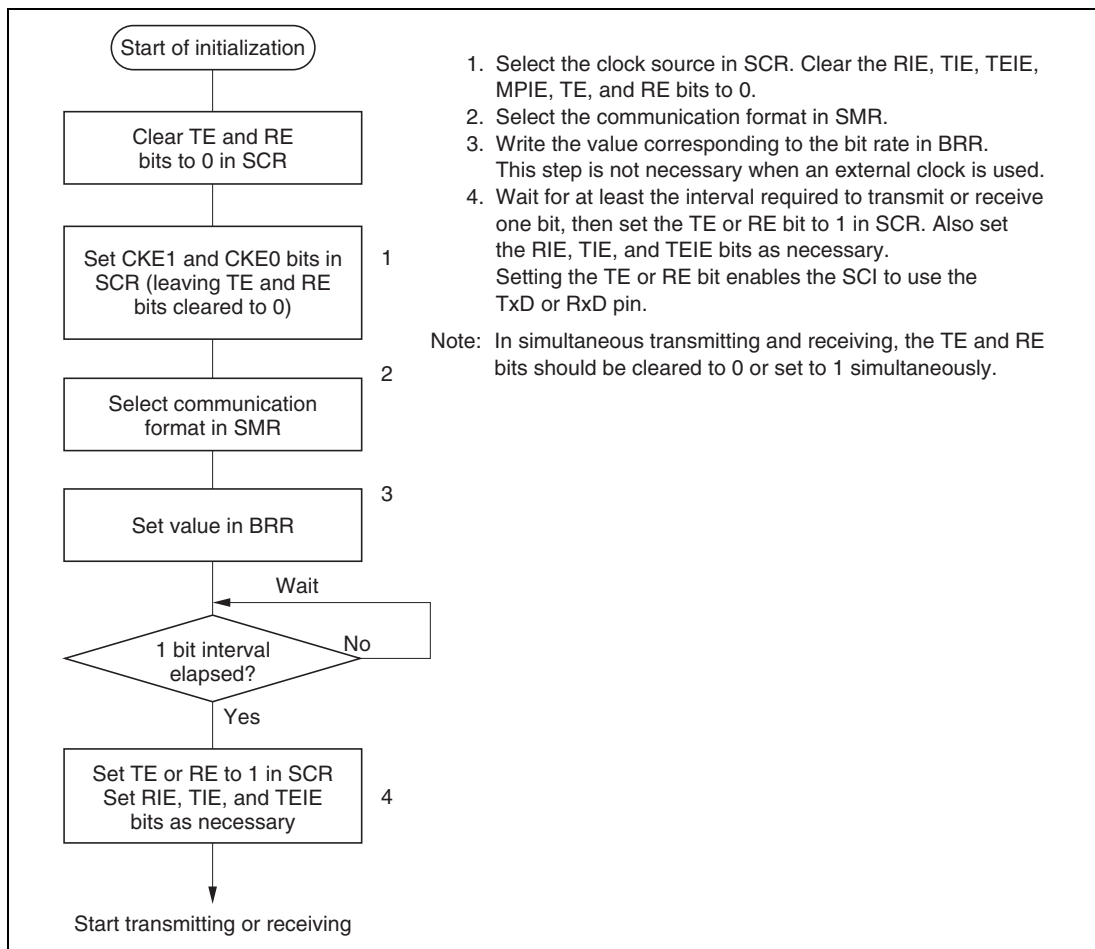 Start of initialization
Clear TE and RE
bits to 0 in SCR
Set CKE1 and CKE0 bits in
SCR (leaving TE and RE
bits cleared to 0)
1
2
Select communication
format in SMR
3
Set value in BRR
Wait
1 bit interval
elapsed?
No
Yes
Set TE or RE to 1 in SCR
Set RIE, TIE, and TEIE
bits as necessary
4
Start transmitting or receiving
1. Select the clock source in SCR. Clear the RIE, TIE, TEIE,
MPIE, TE, and RE bits to 0.
2. Select the communication format in SMR.
3. Write the value corresponding to the bit rate in BRR.
This step is not necessary when an external clock is used.
4. Wait for at least the interval required to transmit or receive
one bit, then set the TE or RE bit to 1 in SCR. Also set
the RIE, TIE, and TEIE bits as necessary.
Setting the TE or RE bit enables the SCI to use the
TxD or RxD pin.
Note: In simultaneous transmitting and receiving, the TE and RE
bits should be cleared to 0 or set to 1 simultaneously.